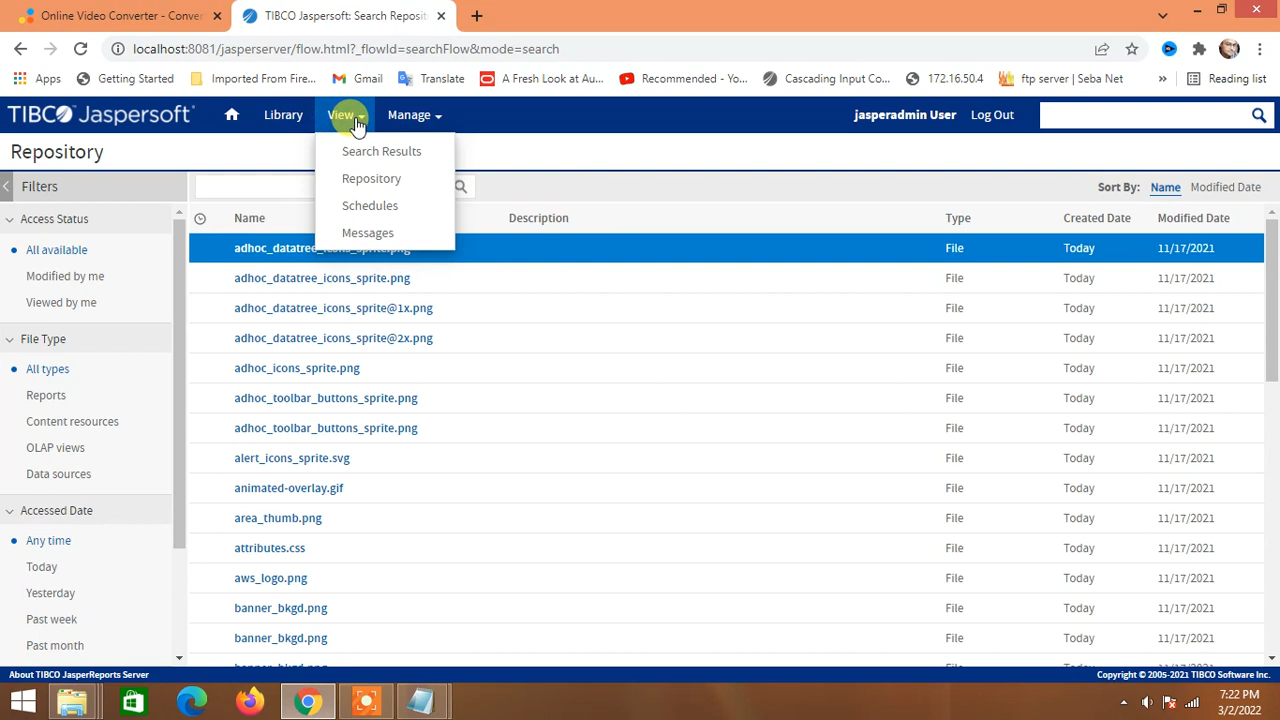 Online Video Converter - Conver
TIBCO Jaspersoft: Search Reposit
localhost:8081/jasperserver/flow.html?_flowId=searchFlow&mode=search
Apps
Getting Started
Imported From Fire...
Gmail
Translate
A Fresh Look at Au...
Recommended - Yo...
Cascading Input Co...
172.16.50.4
ftp server / Seba-Net
»
Reading list
TIBCO Jaspersoft®
Library
View
Manage
jasperadmin User
Log Out
Search Results
Repository
Schedules
Messages
Repository
Filters
Sort By:
Name
Modified Date
Access Status
All available
Modified by me
Viewed by me
File Type
All types
Reports
Content resources
OLAP views
Data sources
Accessed Date
Any time
Today
Yesterday
Past week
Past month
Name Description Type Created Date Modified Date
adhoc_datatree_icons_sprite.png File Today 11/17/2021
adhoc_datatree_icons_sprite.png File Today 11/17/2021
adhoc_datatree_icons_sprite@1x.png File Today 11/17/2021
adhoc_datatree_icons_sprite@2x.png File Today 11/17/2021
adhoc_icons_sprite.png File Today 11/17/2021
adhoc_toolbar_buttons_sprite.png File Today 11/17/2021
adhoc_toolbar_buttons_sprite.png File Today 11/17/2021
alert_icons_sprite.svg File Today 11/17/2021
animated-overlay.gif File Today 11/17/2021
area_thumb.png File Today 11/17/2021
attributes.css File Today 11/17/2021
aws_logo.png File Today 11/17/2021
banner_bkgd.png File Today 11/17/2021
banner_bkgd.png File Today 11/17/2021
About TIBCO JasperReports Server
Copyright © 2005-2021 TIBCO Software Inc.
7:22 PM
3/2/2022